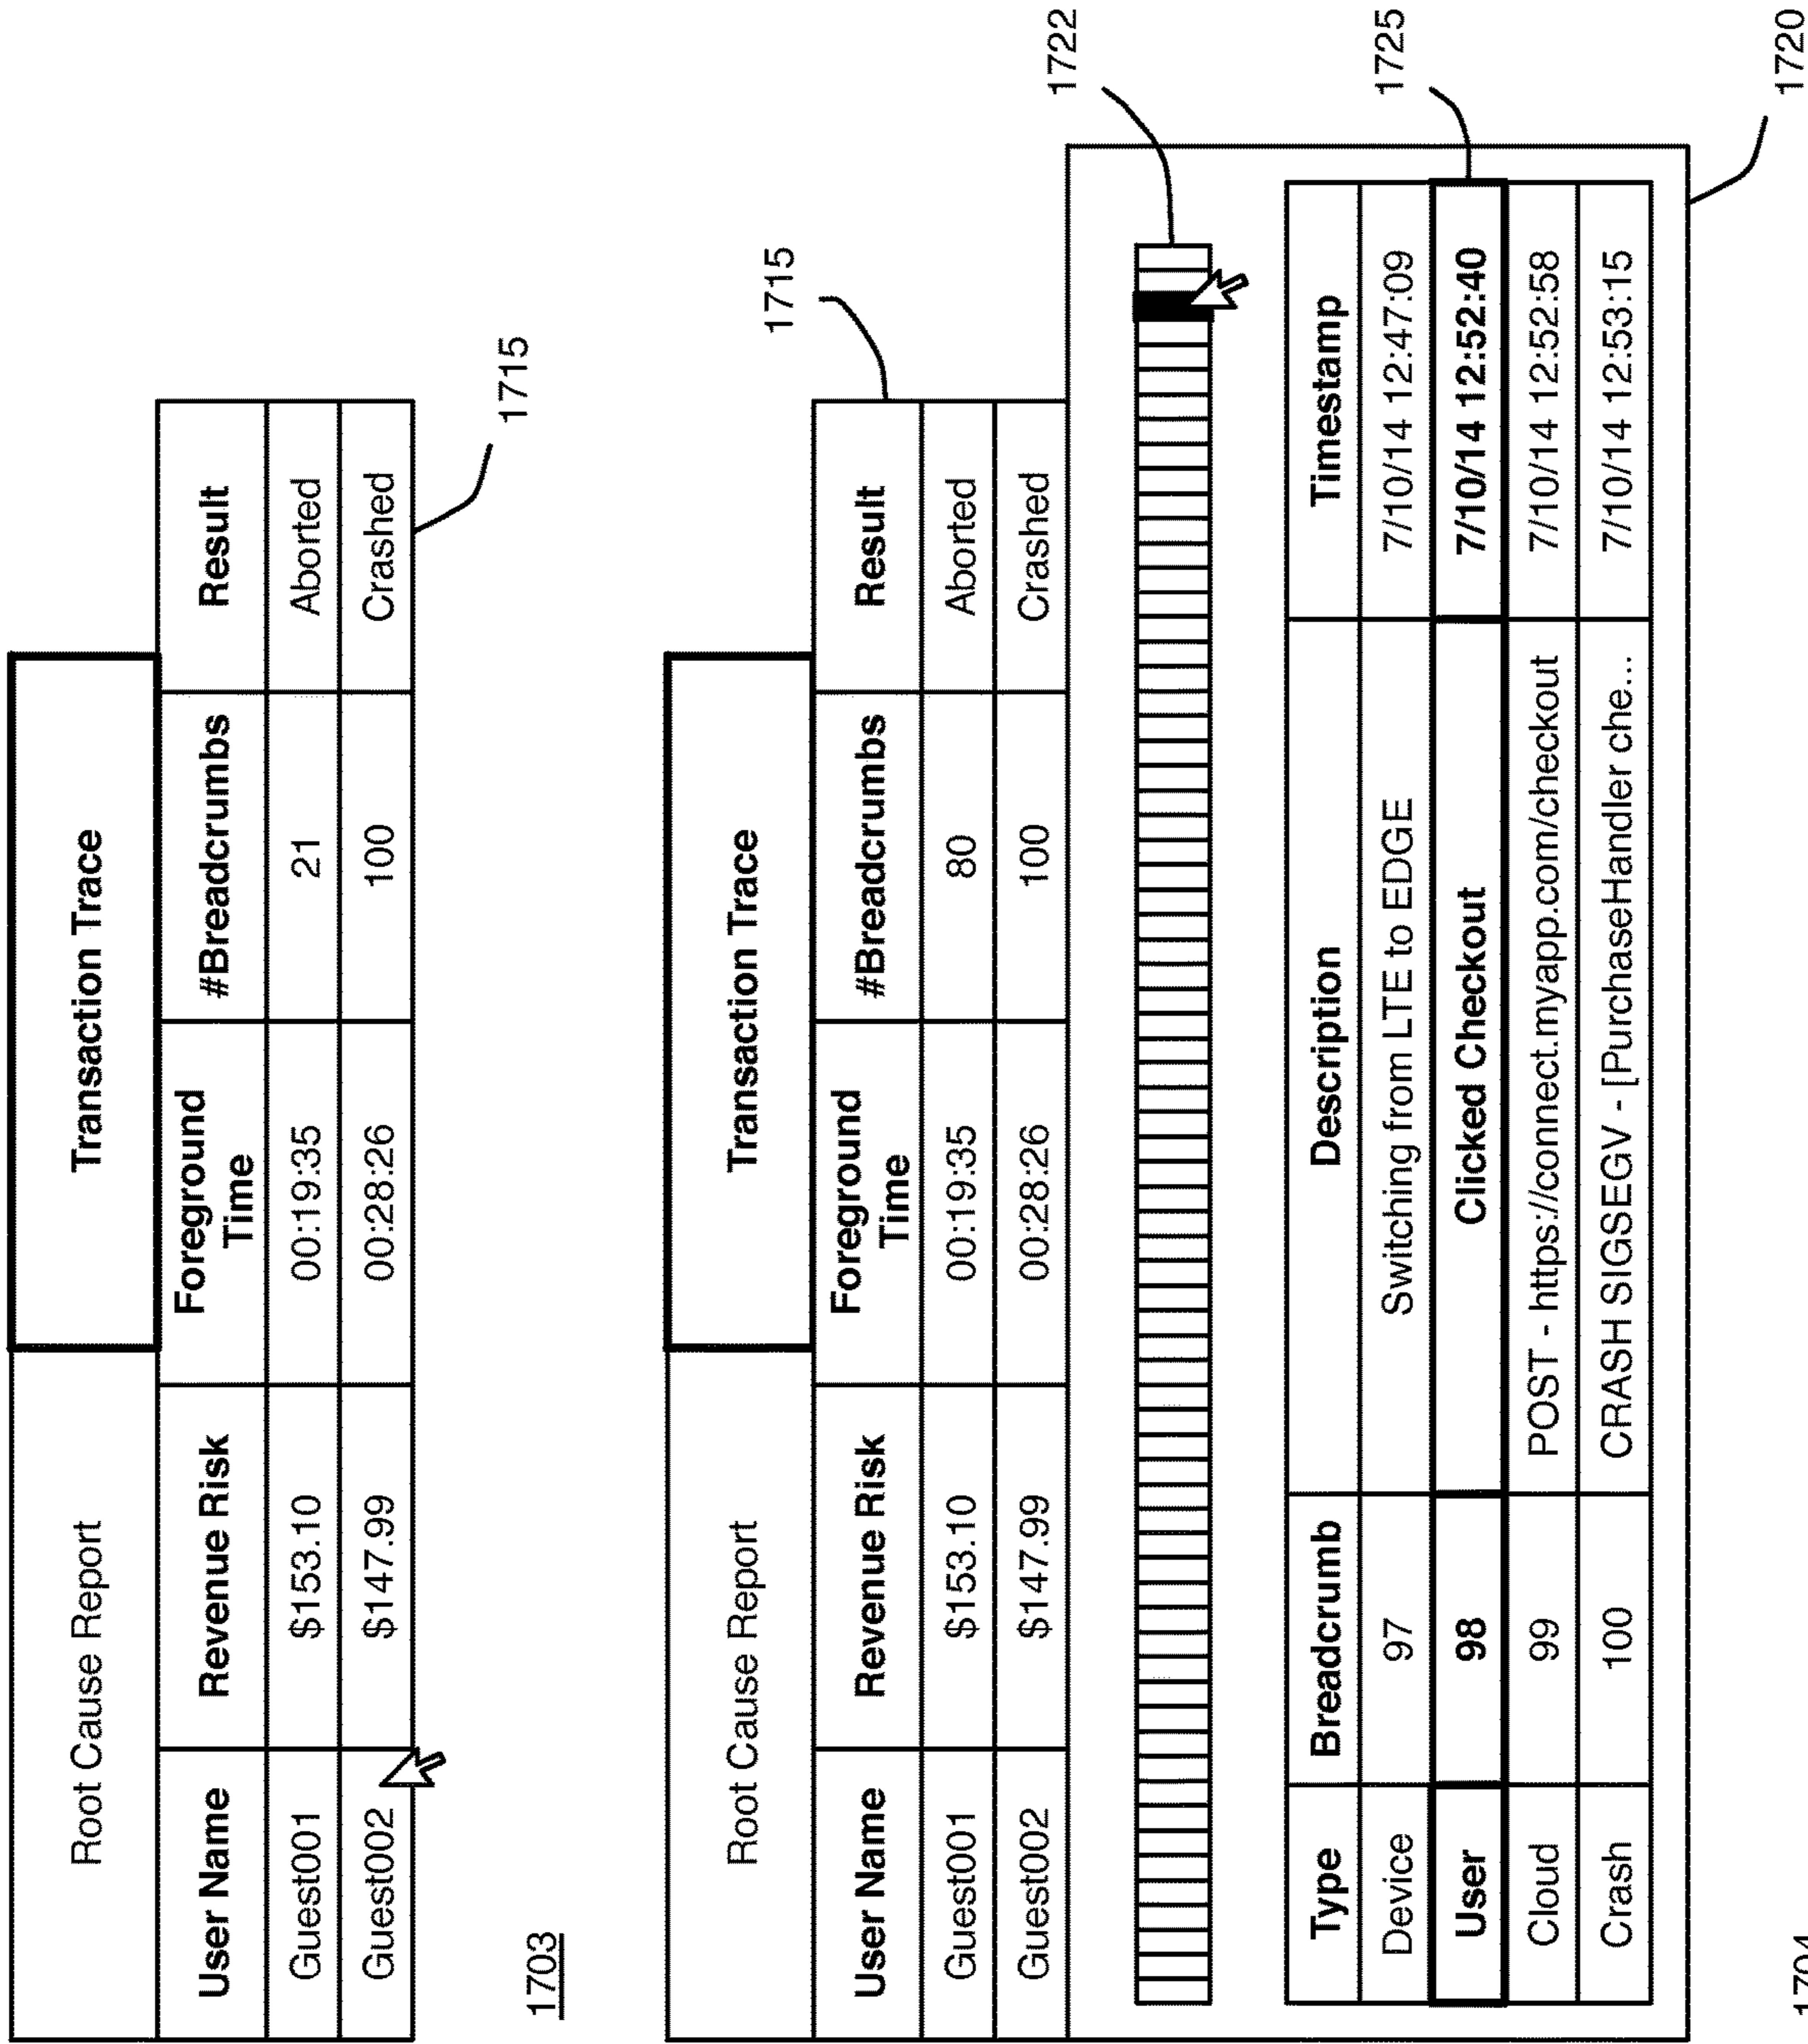 Root Cause Report Transaction Trace
User Name Revenue Risk Foreground Time #Breadcrumbs Result
Guest001 $153.10 00:19:35 21 Aborted
Guest002 $147.99 00:28:26 100 Crashed
1715
1703
Root Cause Report Transaction Trace
1715
User Name Revenue Risk Foreground Time #Breadcrumbs Result
Guest001 $153.10 00:19:35 80 Aborted
Guest002 $147.99 00:28:26 100 Crashed
1722
Type Breadcrumb Description Timestamp
Device 97 Switching from LTE to EDGE 7/10/14 12:47:09
1725
User 98 Clicked Checkout 7/10/14 12:52:40
Cloud 99 POST - https://connect.myapp.com/checkout 7/10/14 12:52:58
Crash 100 CRASH SIGSEGV - [PurchaseHandler che... 7/10/14 12:53:15
1720
1704